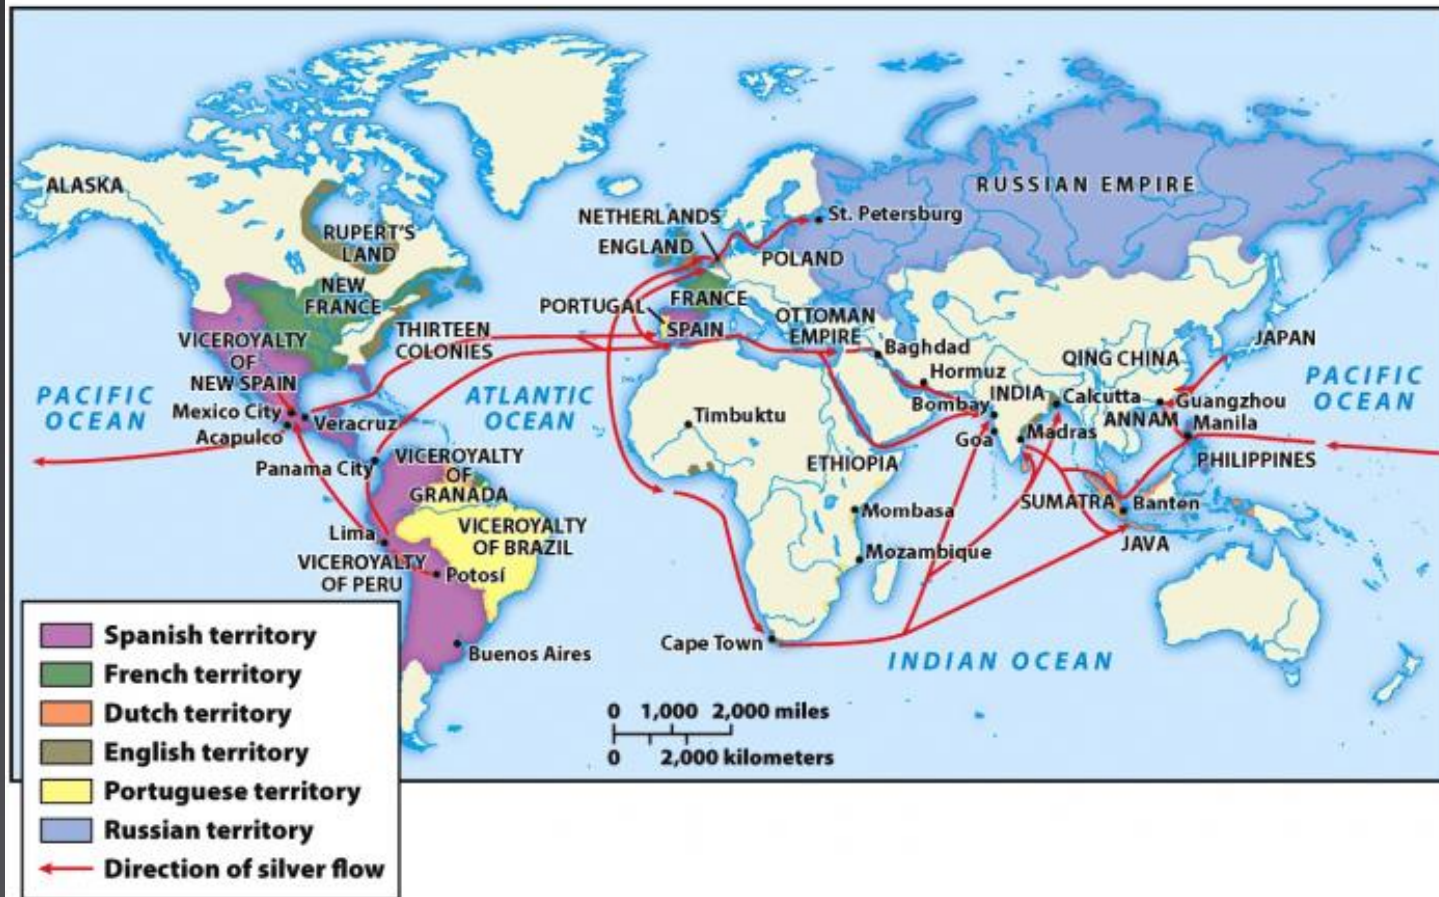 ALASKA
RUPERT'S
LAND
NEW
FRANCE
VICEROYALTY
OF
NEW SPAIN
THIRTEEN
COLONIES
PACIFIC
OCEAN
Mexico City
Acapulco
Veracruz
Panama City
ATLANTIC
OCEAN
VICEROYALTY
OF
GRANADA
VICEROYALTY
OF BRAZIL
Lima
VICEROYALTY
OF PERU
Potosí
Buenos Aires
NETHERLANDS
ENGLAND
St. Petersburg
POLAND
PORTUGAL
FRANCE
SPAIN
OTTOMAN
EMPIRE
RUSSIAN EMPIRE
Baghdad
Hormuz
Timbuktu
ETHIOPIA
Mombasa
Mozambique
Cape Town
INDIA
Bombay
Goa
Calcutta
Madras
QING CHINA
JAPAN
Guangzhou
ANNAM
Manila
PHILIPPINES
PACIFIC
OCEAN
SUMATRA
Banten
JAVA
INDIAN OCEAN
0 1,000 2,000 miles
0 2,000 kilometers
Spanish territory
French territory
Dutch territory
English territory
Portuguese territory
Russian territory
Direction of silver flow